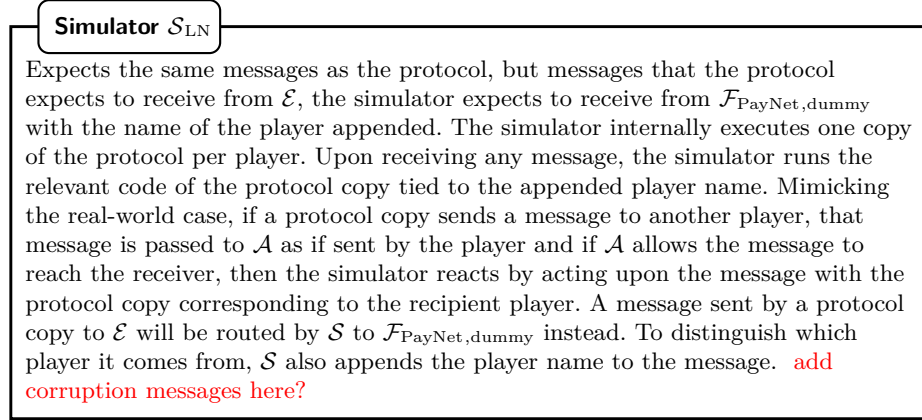 Simulator S_LN
Expects the same messages as the protocol, but messages that the protocol
expects to receive from ℰ, the simulator expects to receive from ℱ_PayNet,dummy
with the name of the player appended. The simulator internally executes one copy
of the protocol per player. Upon receiving any message, the simulator runs the
relevant code of the protocol copy tied to the appended player name. Mimicking
the real-world case, if a protocol copy sends a message to another player, that
message is passed to 𝒜 as if sent by the player and if 𝒜 allows the message to
reach the receiver, then the simulator reacts by acting upon the message with the
protocol copy corresponding to the recipient player. A message sent by a protocol
copy to ℰ will be routed by 𝒮 to ℱ_PayNet,dummy instead. To distinguish which
player it comes from, 𝒮 also appends the player name to the message. add
corruption messages here?